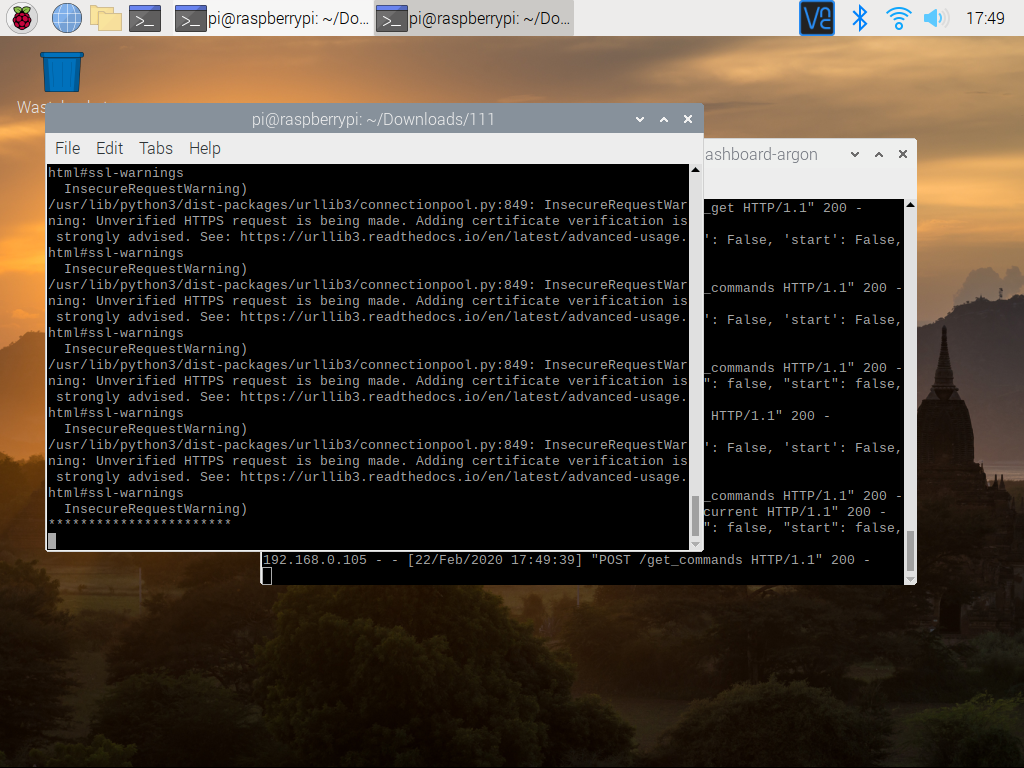 pi@raspberrypi: ~/Do...
pi@raspberrypi: ~/Do...
17:49
pi@raspberrypi: ~/Downloads/111
File Edit Tabs Help
html#ssl-warnings
InsecureRequestWarning)
/usr/lib/python3/dist-packages/urllib3/connectionpool.py:849: InsecureRequestWar
ning: Unverified HTTPS request is being made. Adding certificate verification is
strongly advised. See: https://urllib3.readthedocs.io/en/latest/advanced-usage.
html#ssl-warnings
InsecureRequestWarning)
/usr/lib/python3/dist-packages/urllib3/connectionpool.py:849: InsecureRequestWar
ning: Unverified HTTPS request is being made. Adding certificate verification is
strongly advised. See: https://urllib3.readthedocs.io/en/latest/advanced-usage.
html#ssl-warnings
InsecureRequestWarning)
/usr/lib/python3/dist-packages/urllib3/connectionpool.py:849: InsecureRequestWar
ning: Unverified HTTPS request is being made. Adding certificate verification is
strongly advised. See: https://urllib3.readthedocs.io/en/latest/advanced-usage.
html#ssl-warnings
InsecureRequestWarning)
/usr/lib/python3/dist-packages/urllib3/connectionpool.py:849: InsecureRequestWar
ning: Unverified HTTPS request is being made. Adding certificate verification is
strongly advised. See: https://urllib3.readthedocs.io/en/latest/advanced-usage.
html#ssl-warnings
InsecureRequestWarning)
***********************
ashboard-argon
_get HTTP/1.1" 200 -
': False, 'start': False,
_commands HTTP/1.1" 200 -
': False, 'start': False,
_commands HTTP/1.1" 200 -
": false, "start": false,
HTTP/1.1" 200 -
': False, 'start': False,
_commands HTTP/1.1" 200 -
current HTTP/1.1" 200 -
": false, "start": false,
192.168.0.105 - - [22/Feb/2020 17:49:39] "POST /get_commands HTTP/1.1" 200 -